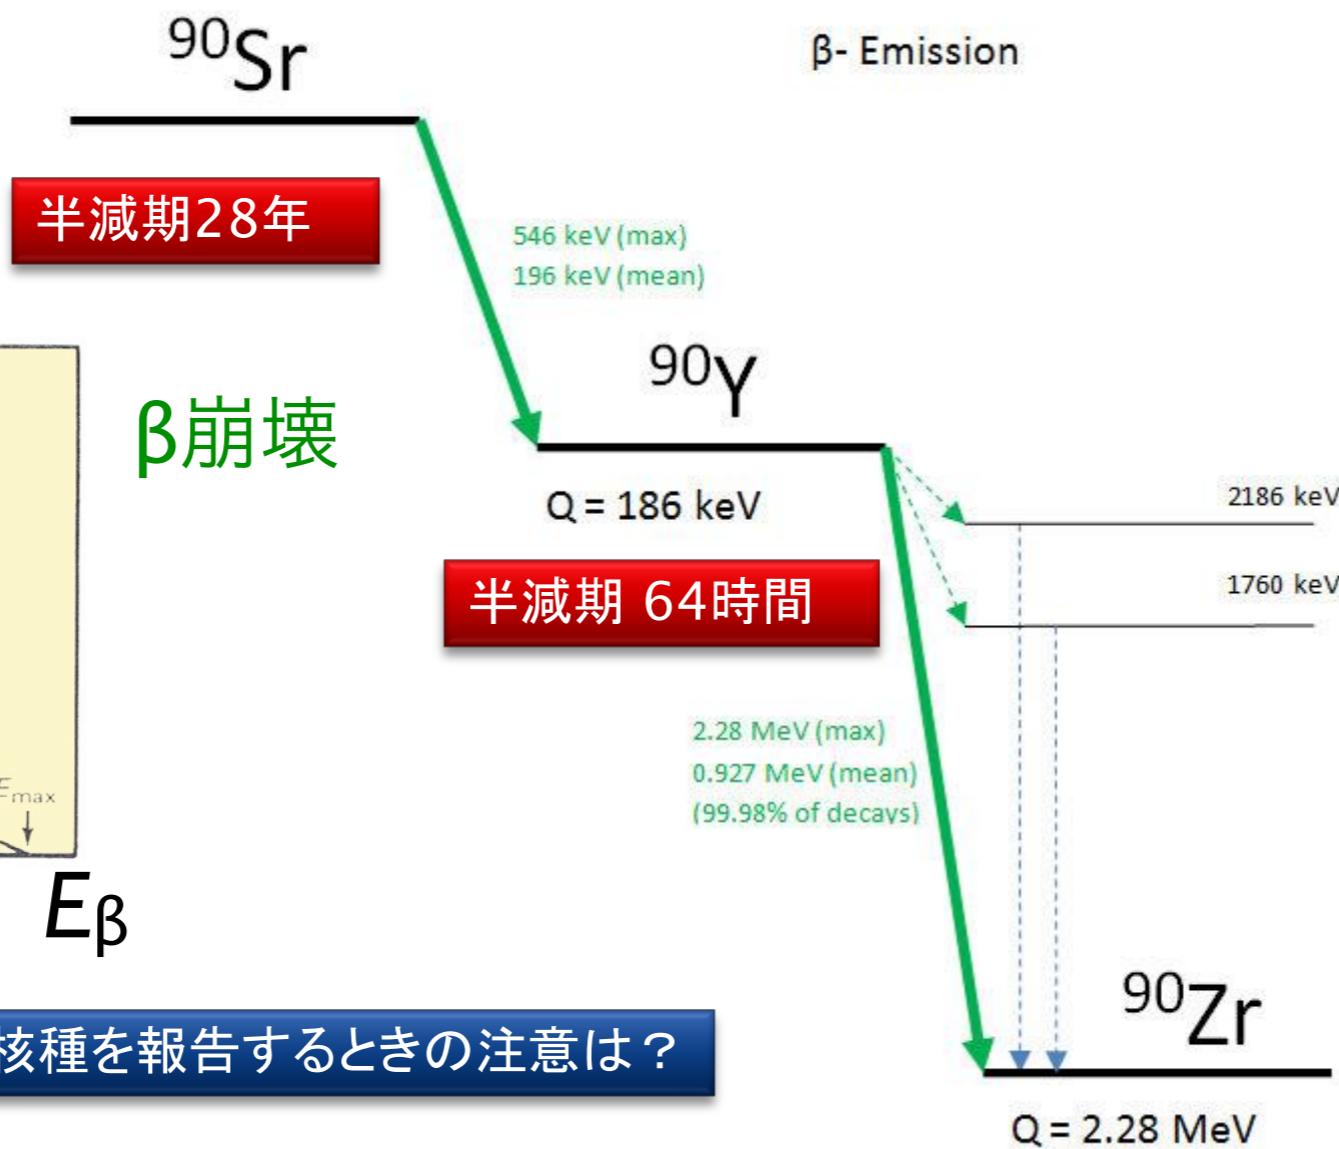 90Sr
β- Emission
半減期28年
546 keV (max)
196 keV (mean)
90Y
β崩壊
Q = 186 keV
2186 keV
1760 keV
半減期 64時間
2.28 MeV (max)
0.927 MeV (mean)
(99.98% of decays)
Emax
Eβ
90Zr
核種を報告するときの注意は？
Q = 2.28 MeV